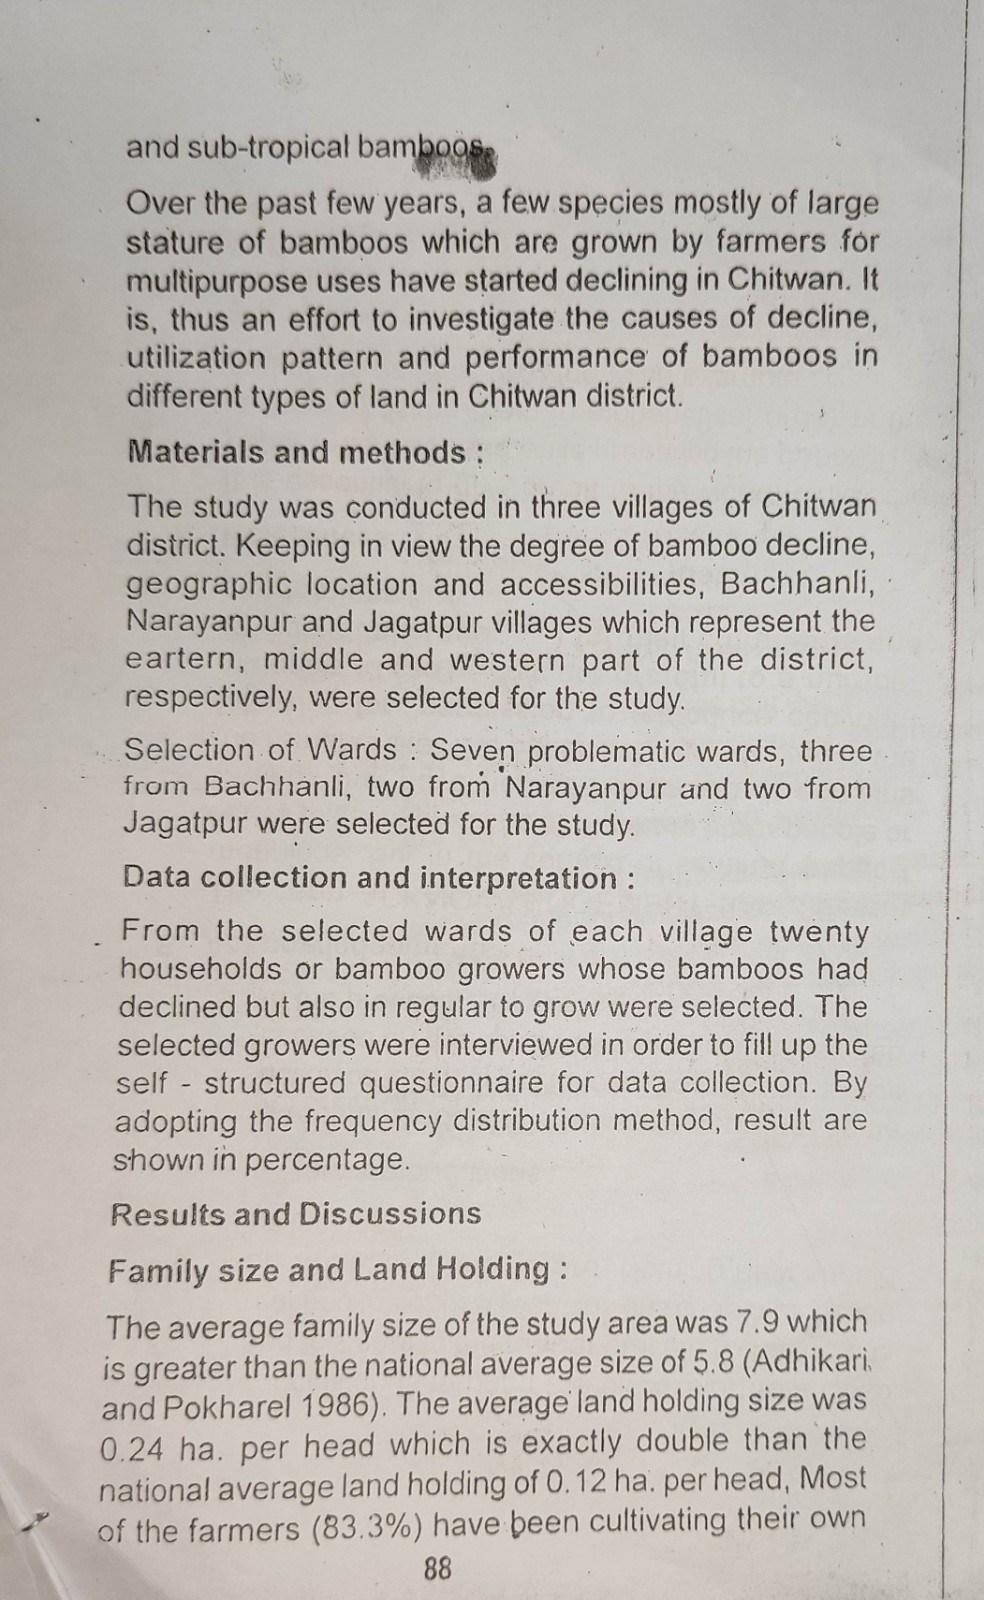 and sub-tropical bamboos.
Over the past few years, a few species mostly of large
stature of bamboos which are grown by farmers for
multipurpose uses have started declining in Chitwan. It
is, thus an effort to investigate the causes of decline,
utilization pattern and performance of bamboos in
different types of land in Chitwan district.
Materials and methods :
The study was conducted in three villages of Chitwan
district. Keeping in view the degree of bamboo decline,
geographic location and accessibilities, Bachhanli,
Narayanpur and Jagatpur villages which represent the
eartern, middle and western part of the district,
respectively, were selected for the study.
Selection of Wards : Seven problematic wards, three
from Bachhanli, two from Narayanpur and two from
Jagatpur were selected for the study.
Data collection and interpretation :
From the selected wards of each village twenty
households or bamboo growers whose bamboos had
declined but also in regular to grow were selected. The
selected growers were interviewed in order to fill up the
self - structured questionnaire for data collection. By
adopting the frequency distribution method, result are
shown in percentage.
Results and Discussions
Family size and Land Holding :
The average family size of the study area was 7.9 which
is greater than the national average size of 5.8 (Adhikari
and Pokharel 1986). The average land holding size was
0.24 ha. per head which is exactly double than the
national average land holding of 0.12 ha. per head, Most
of the farmers (83.3%) have been cultivating their own
88